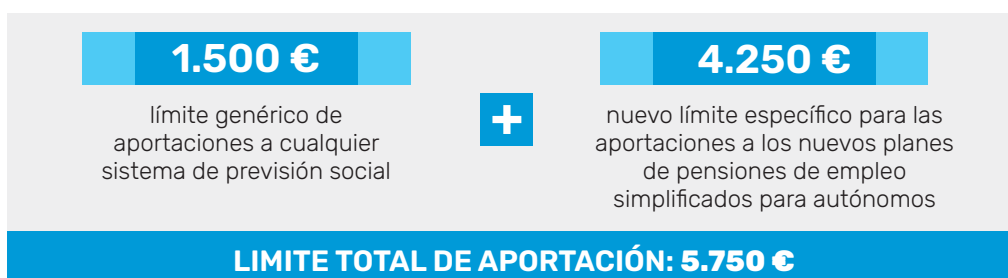 1.500 €
límite genérico de
aportaciones a cualquier
sistema de previsión social
+
4.250 €
nuevo límite específico para las
aportaciones a los nuevos planes
de pensiones de empleo
simplificados para autónomos
LIMITE TOTAL DE APORTACIÓN: 5.750 €